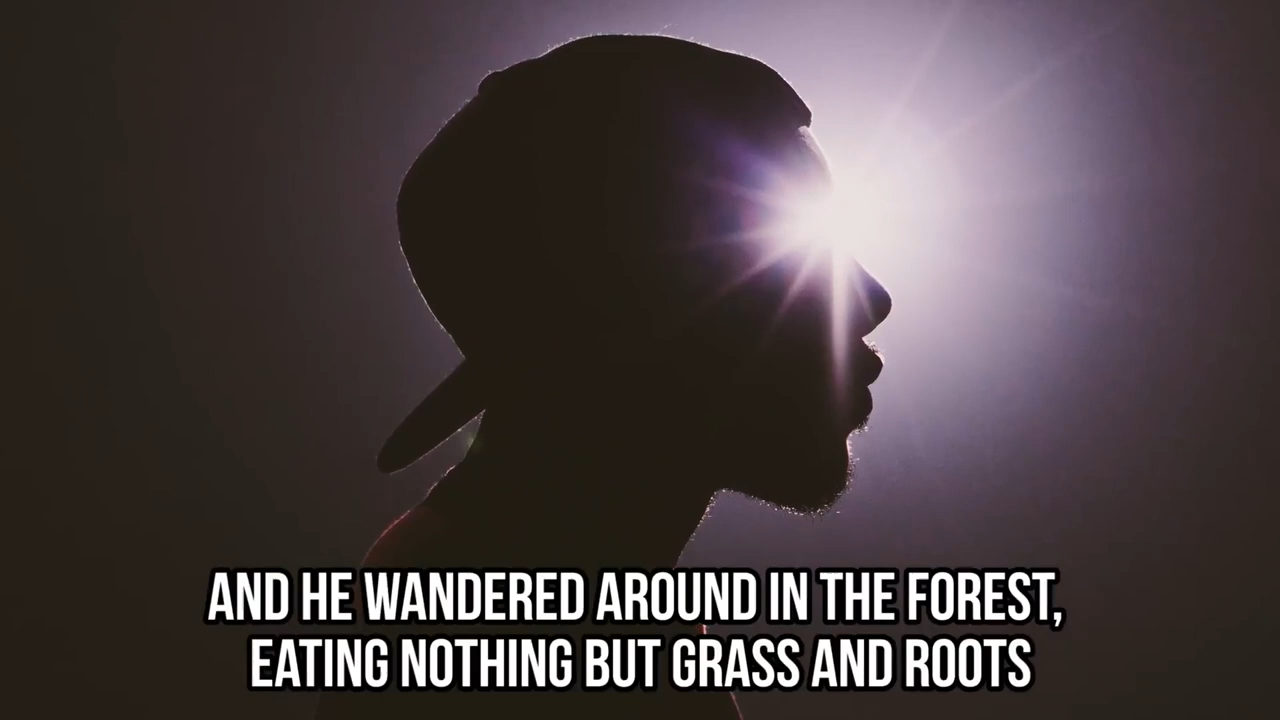 AND HE WANDERED AROUND IN THE FOREST,
EATING NOTHING BUT GRASS AND ROOTS